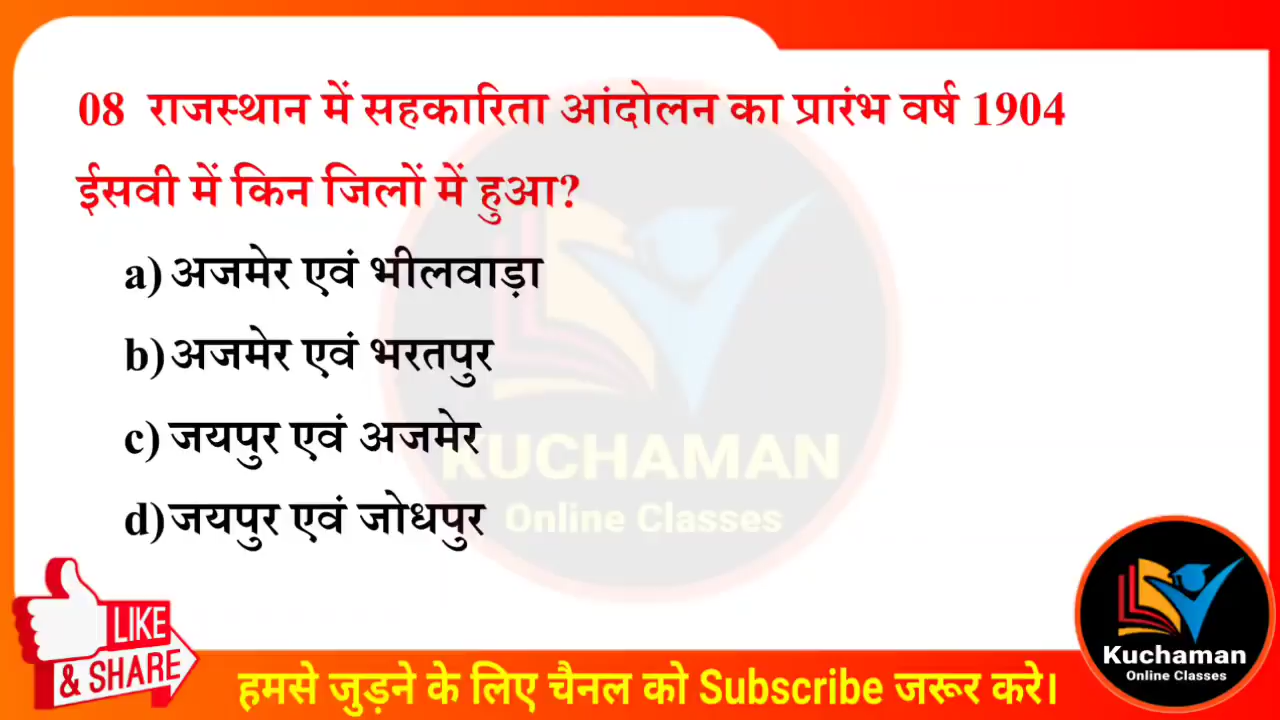 08 राजस्थान में सहकारिता आंदोलन का प्रारंभ वर्ष 1904
ईसवी में किन जिलों में हुआ?
a) अजमेर एवं भीलवाड़ा
b) अजमेर एवं भरतपुर
c) जयपुर एवं अजमेर
d) जयपुर एवं जोधपुर
KUCHAMAN
Online Classes
LIKE
& SHARE
हमसे जुड़ने के लिए चैनल को Subscribe जरूर करे।
Kuchaman
Online Classes